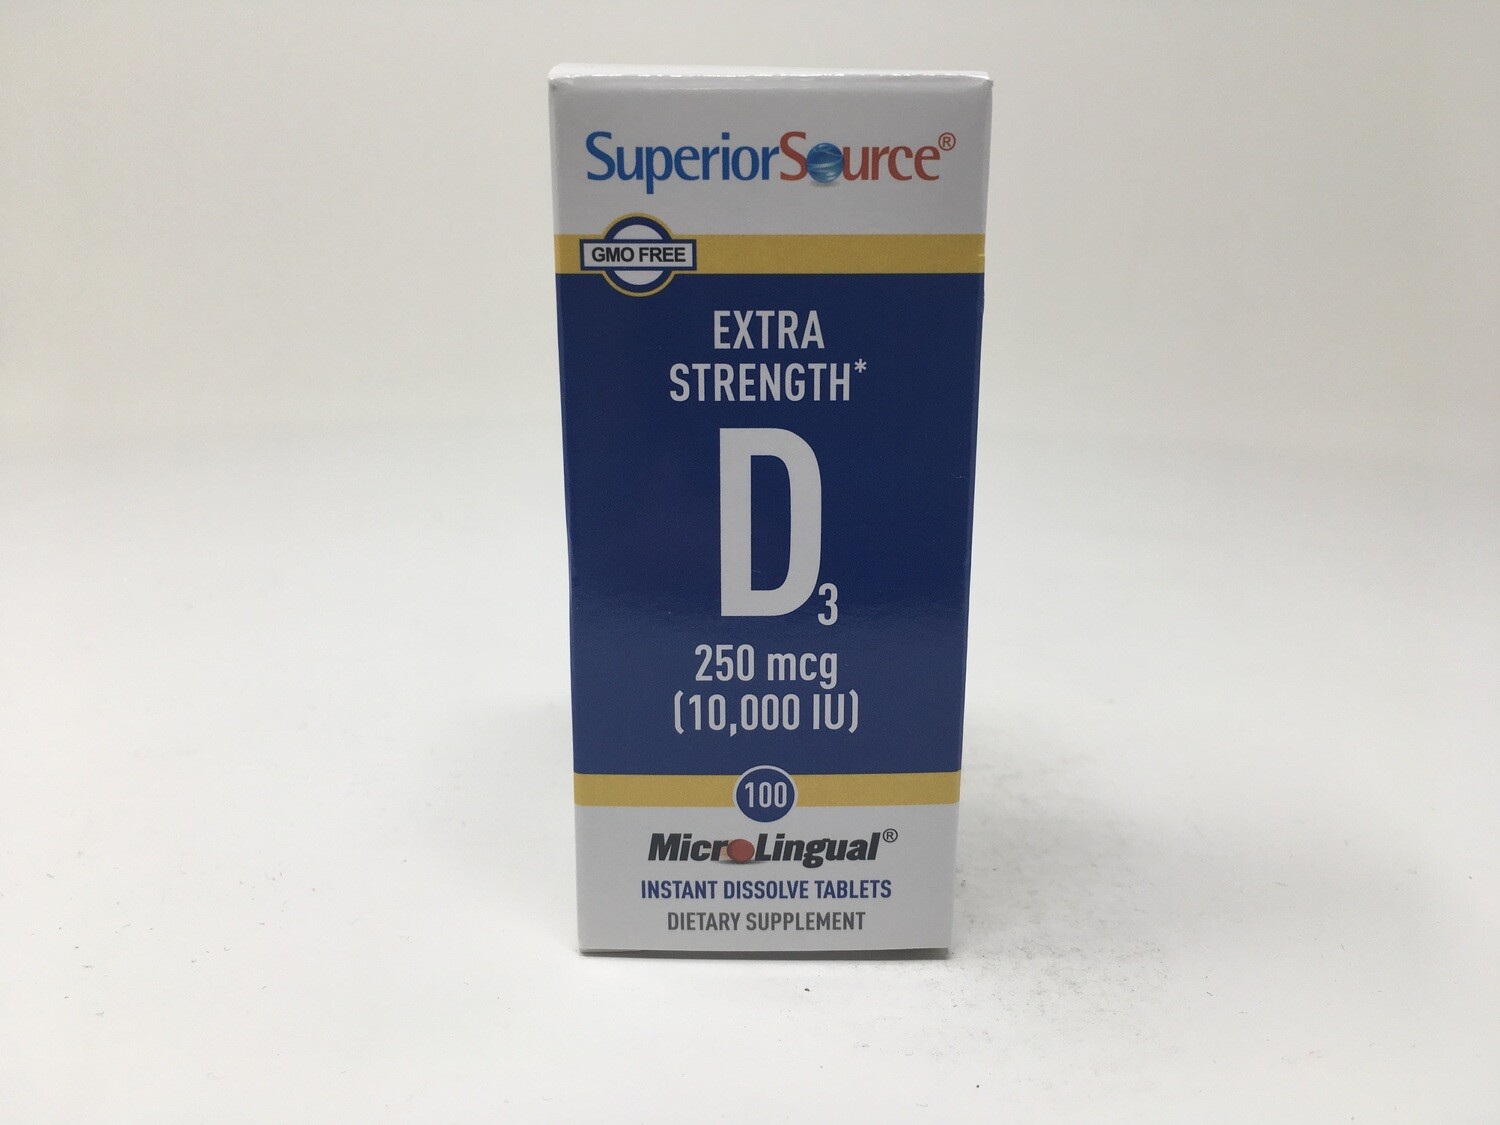 SuperiorSource®
GMO FREE
EXTRA
STRENGTH*
D3
250 mcg
(10,000 IU)
100
MicroLingual®
INSTANT DISSOLVE TABLETS
DIETARY SUPPLEMENT